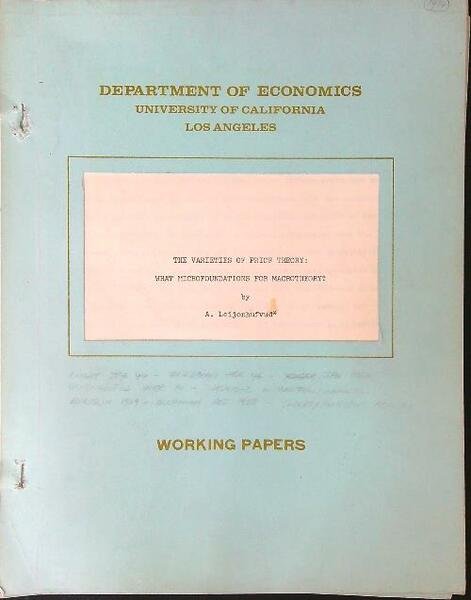 DEPARTMENT OF ECONOMICS
UNIVERSITY OF CALIFORNIA
LOS ANGELES
THE VARIETIES OF PRICE THEORY:
WHAT MICROFOUNDATIONS FOR MACROTHEORY?
by
A. Leijonhufvud*
WORKING PAPERS